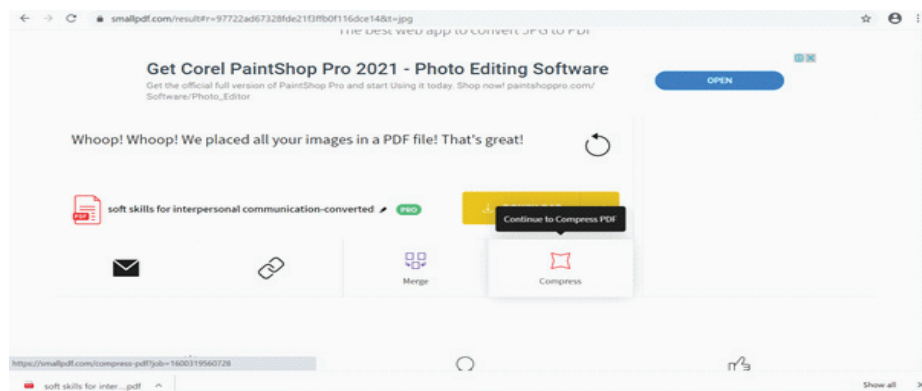 smallpdf.com/result#r=97722ad67328fde21f3ffb0f116dce14&t=jpg
The best web app to convert JPG to PDF
Get Corel PaintShop Pro 2021 - Photo Editing Software
Get the official full version of PaintShop Pro and start Using it today. Shop now! paintshoppro.com/
Software/Photo_Editor
OPEN
Whoop! Whoop! We placed all your images in a PDF file! That's great!
PDF
soft skills for interpersonal communication-converted
PRO
Continue to Compress PDF
Merge
Compress
https://smallpdf.com/compress-pdf?job=1600319560728
soft skills for inter....pdf
Show all